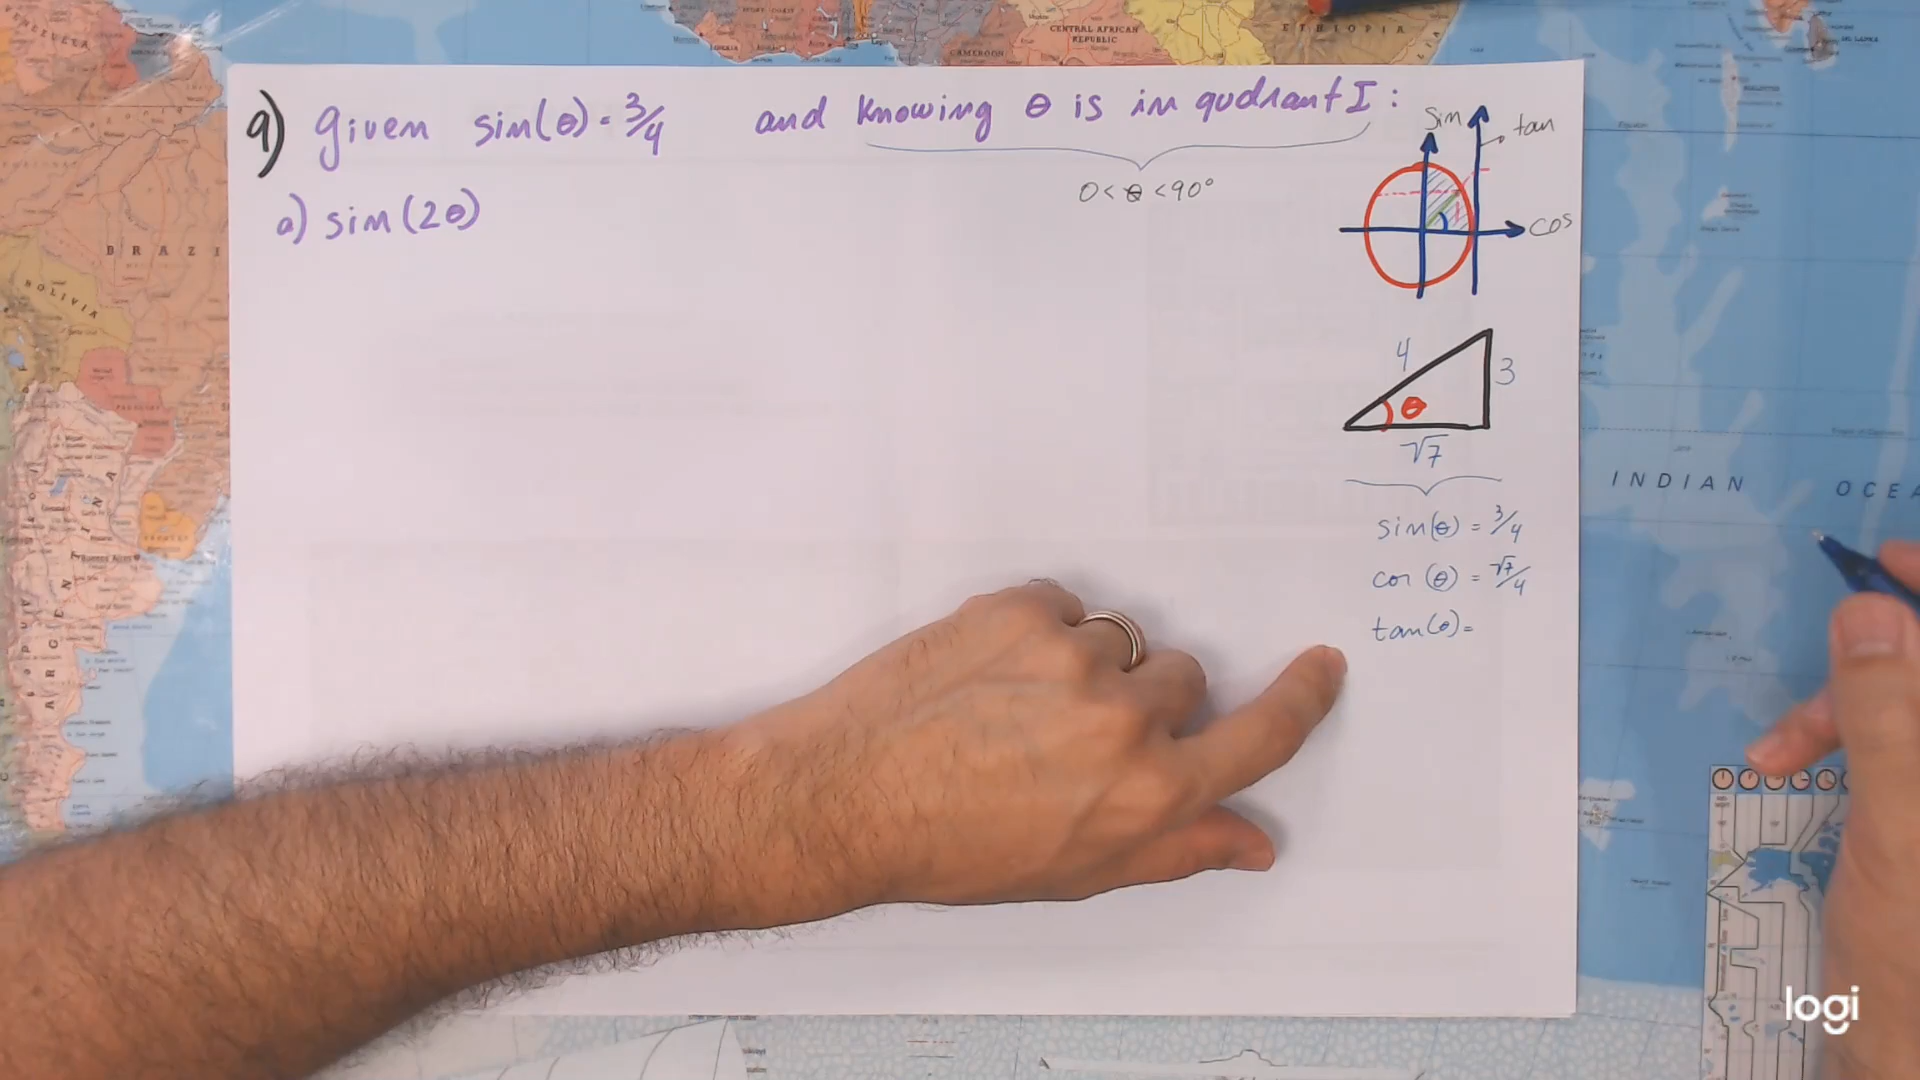 9) given sin(θ) = 3/4 and knowing θ is in qudrant I :
0 < θ < 90°
a) sin(2θ)
sin
tan
cos
4
3
θ
√7
sin(θ) = 3/4
cos (θ) = √7/4
tan(θ) =
CENTRAL AFRICAN
REPUBLIC
CAMEROON
ETHIOPIA
BRAZI
BOLIVIA
ARGENTINA
INDIAN OCEA
logi